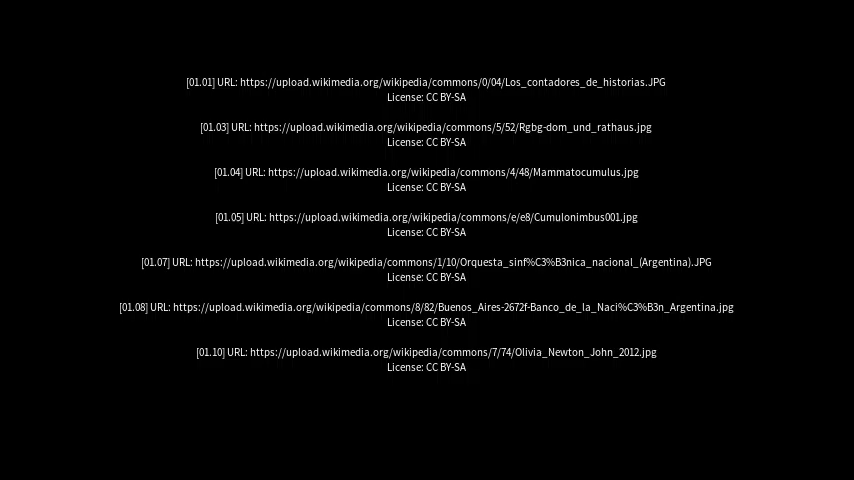 [01.01] URL: https://upload.wikimedia.org/wikipedia/commons/0/04/Los_contadores_de_historias.JPG
License: CC BY-SA
[01.03] URL: https://upload.wikimedia.org/wikipedia/commons/5/52/Rgbg-dom_und_rathaus.jpg
License: CC BY-SA
[01.04] URL: https://upload.wikimedia.org/wikipedia/commons/4/48/Mammatocumulus.jpg
License: CC BY-SA
[01.05] URL: https://upload.wikimedia.org/wikipedia/commons/e/e8/Cumulonimbus001.jpg
License: CC BY-SA
[01.07] URL: https://upload.wikimedia.org/wikipedia/commons/1/10/Orquesta_sinf%C3%B3nica_nacional_(Argentina).JPG
License: CC BY-SA
[01.08] URL: https://upload.wikimedia.org/wikipedia/commons/8/82/Buenos_Aires-2672f-Banco_de_la_Naci%C3%B3n_Argentina.jpg
License: CC BY-SA
[01.10] URL: https://upload.wikimedia.org/wikipedia/commons/7/74/Olivia_Newton_John_2012.jpg
License: CC BY-SA